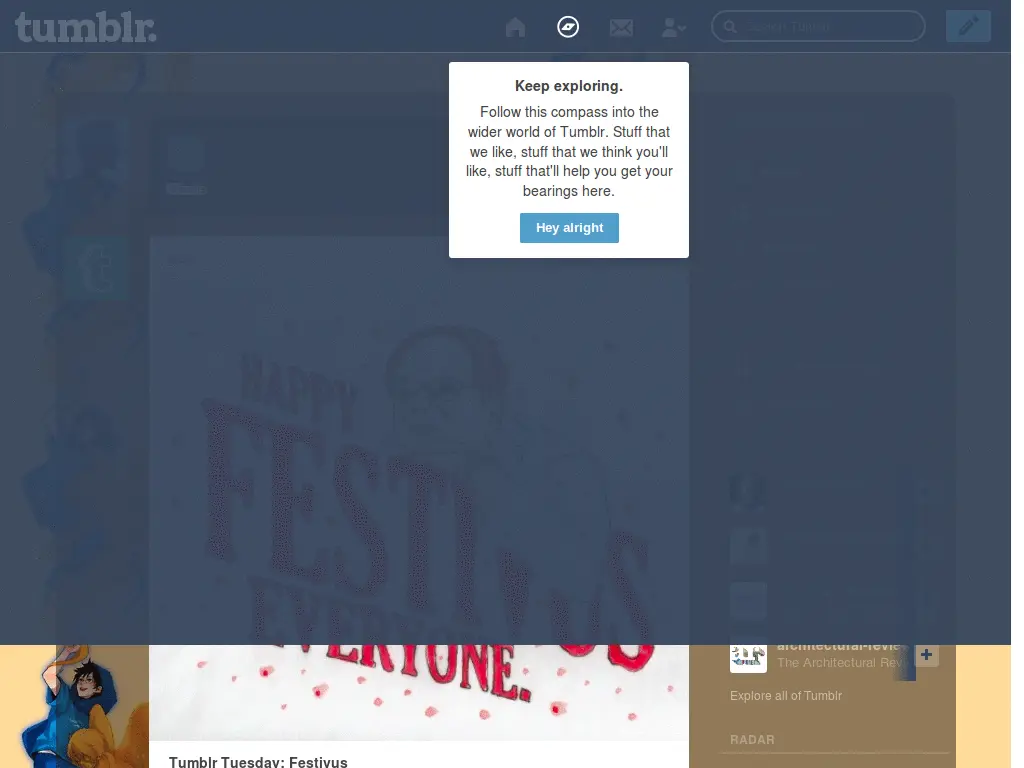 tumblr.
Search Tumblr
Keep exploring.
Follow this compass into the
wider world of Tumblr. Stuff that
we like, stuff that we think you'll
like, stuff that'll help you get your
bearings here.
Hey alright
HAPPY
FESTIVUS
EVERYONE.
The Architectural Rev
Explore all of Tumblr
RADAR
Tumblr Tuesday: Festivus